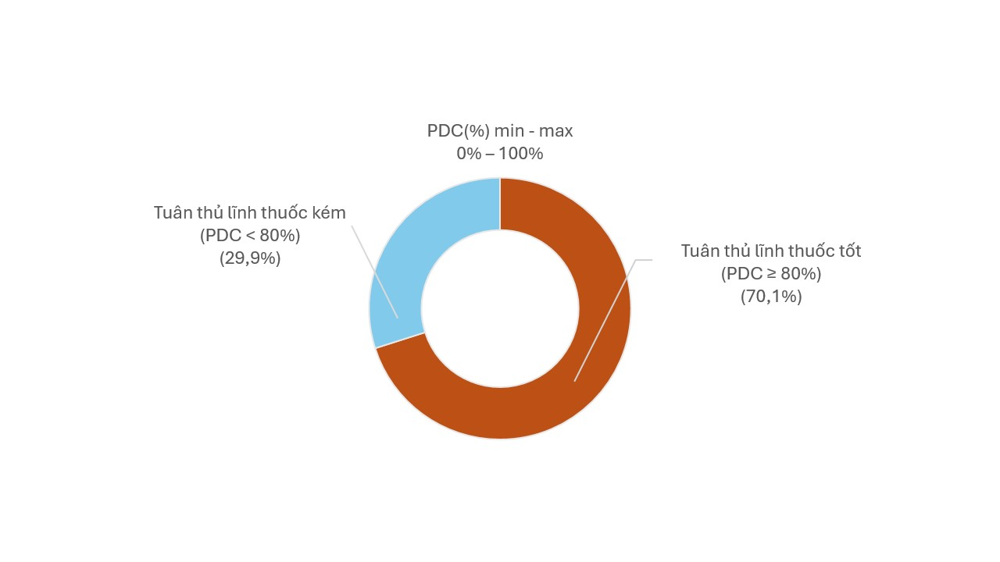 PDC(%) min - max
0% – 100%
Tuân thủ lĩnh thuốc kém
(PDC < 80%)
(29,9%)
Tuân thủ lĩnh thuốc tốt
(PDC ≥ 80%)
(70,1%)